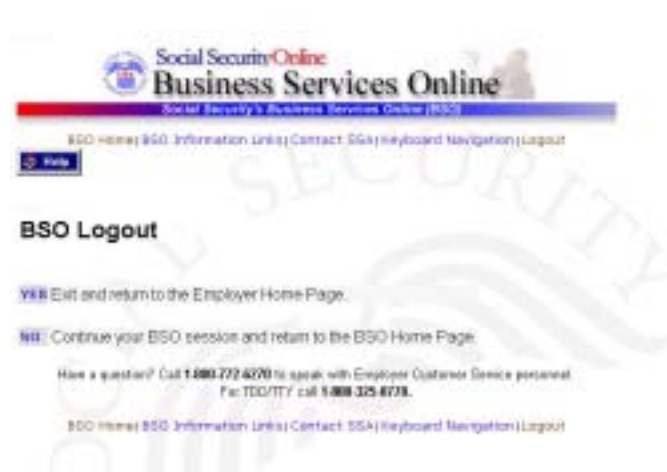 Social Security Online
Business Services Online
Social Security's Business Services Online (BSO)
BSO Home| BSO Information Links| Contact SSA| Keyboard Navigation| Logout
Help
SOCIAL SECURITY
BSO Logout
YES Exit and return to the Employer Home Page.
NO Continue your BSO session and return to the BSO Home Page.
Have a question? Call 1-800-772-6270 to speak with Employer Customer Service personnel.
For TDD/TTY call 1-800-325-0778.
BSO Home| BSO Information Links| Contact SSA| Keyboard Navigation| Logout